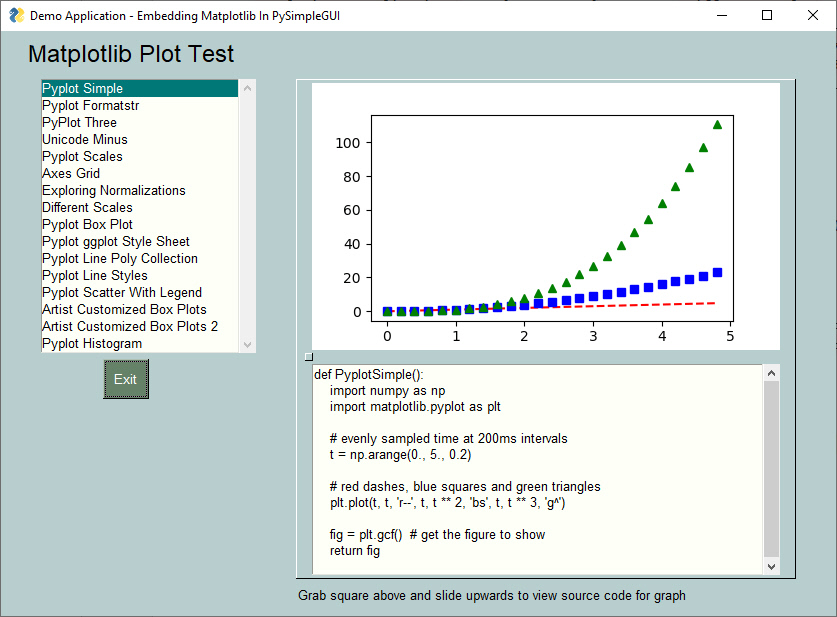 Demo Application - Embedding Matplotlib In PySimpleGUI
Matplotlib Plot Test
Pyplot Simple
Pyplot Formatstr
PyPlot Three
Unicode Minus
Pyplot Scales
Axes Grid
Exploring Normalizations
Different Scales
Pyplot Box Plot
Pyplot ggplot Style Sheet
Pyplot Line Poly Collection
Pyplot Line Styles
Pyplot Scatter With Legend
Artist Customized Box Plots
Artist Customized Box Plots 2
Pyplot Histogram
Exit
100
80
60
40
20
0
0 1 2 3 4 5
def PyplotSimple():
    import numpy as np
    import matplotlib.pyplot as plt
    # evenly sampled time at 200ms intervals
    t = np.arange(0., 5., 0.2)
    # red dashes, blue squares and green triangles
    plt.plot(t, t, 'r--', t, t ** 2, 'bs', t, t ** 3, 'g^')
    fig = plt.gcf()  # get the figure to show
    return fig
Grab square above and slide upwards to view source code for graph